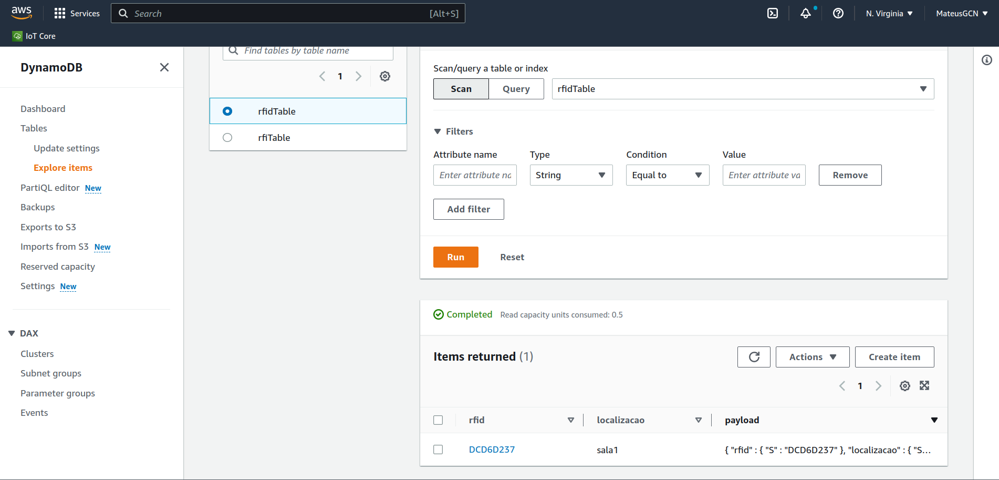 aws
Services
Search
[Alt+S]
N. Virginia
MateusGCN
IoT Core
DynamoDB
Dashboard
Tables
Update settings
Explore items
PartiQL editor New
Backups
Exports to S3
Imports from S3 New
Reserved capacity
Settings New
DAX
Clusters
Subnet groups
Parameter groups
Events
Find tables by table name
1
rfidTable
rfiTable
Scan/query a table or index
Scan
Query
rfidTable
Filters
Attribute name
Type
Condition
Value
Enter attribute na
String
Equal to
Enter attribute va
Remove
Add filter
Run
Reset
Completed
Read capacity units consumed: 0.5
Items returned (1)
Actions
Create item
1
rfid
localizacao
payload
DCD6D237
sala1
{ "rfid" : { "S" : "DCD6D237" }, "localizacao" : { "S...